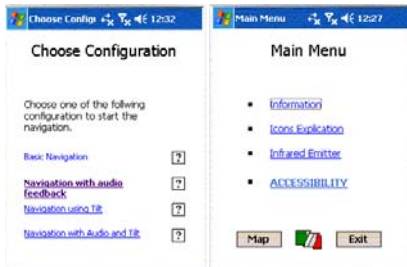 Choose Configu 12:32
Choose Configuration
Choose one of the follwing
configuration to start the
navigation.
Basic Navigation ?
Navigation with audio
feedback ?
Navigation using Tilt ?
Navigation with Audio and Tilt ?
Main Menu 12:27
Main Menu
Information
Icons Explication
Infrared Emitter
ACCESSIBILITY
Map Exit